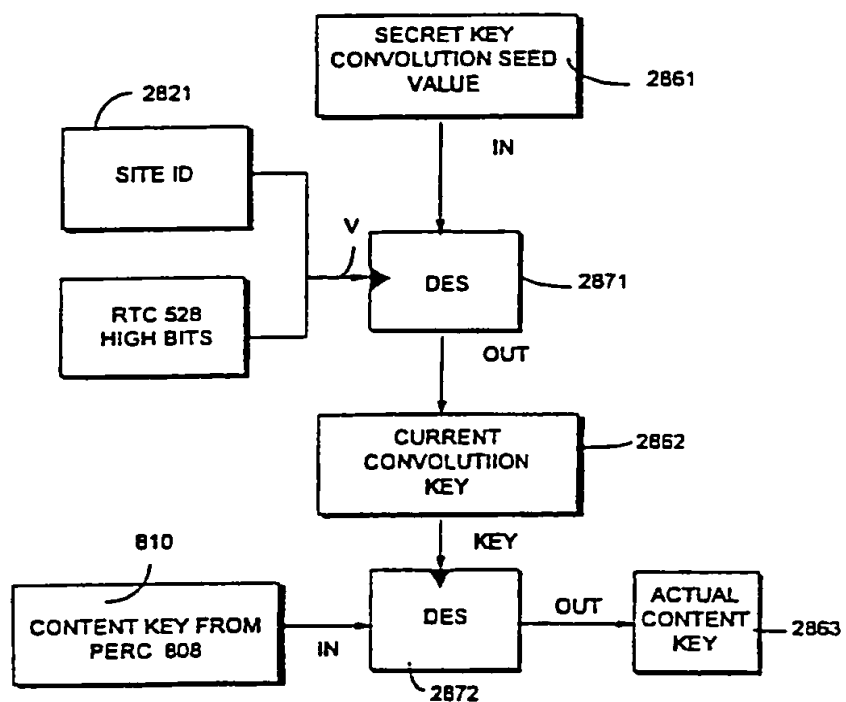 SECRET KEY
CONVOLUTION SEED
VALUE
2861
2821
SITE ID
IN
V
DES
2871
RTC 528
HIGH BITS
OUT
CURRENT
CONVOLUTIION
KEY
2862
KEY
810
CONTENT KEY FROM
PERC 808
IN
DES
OUT
ACTUAL
CONTENT
KEY
2863
2872